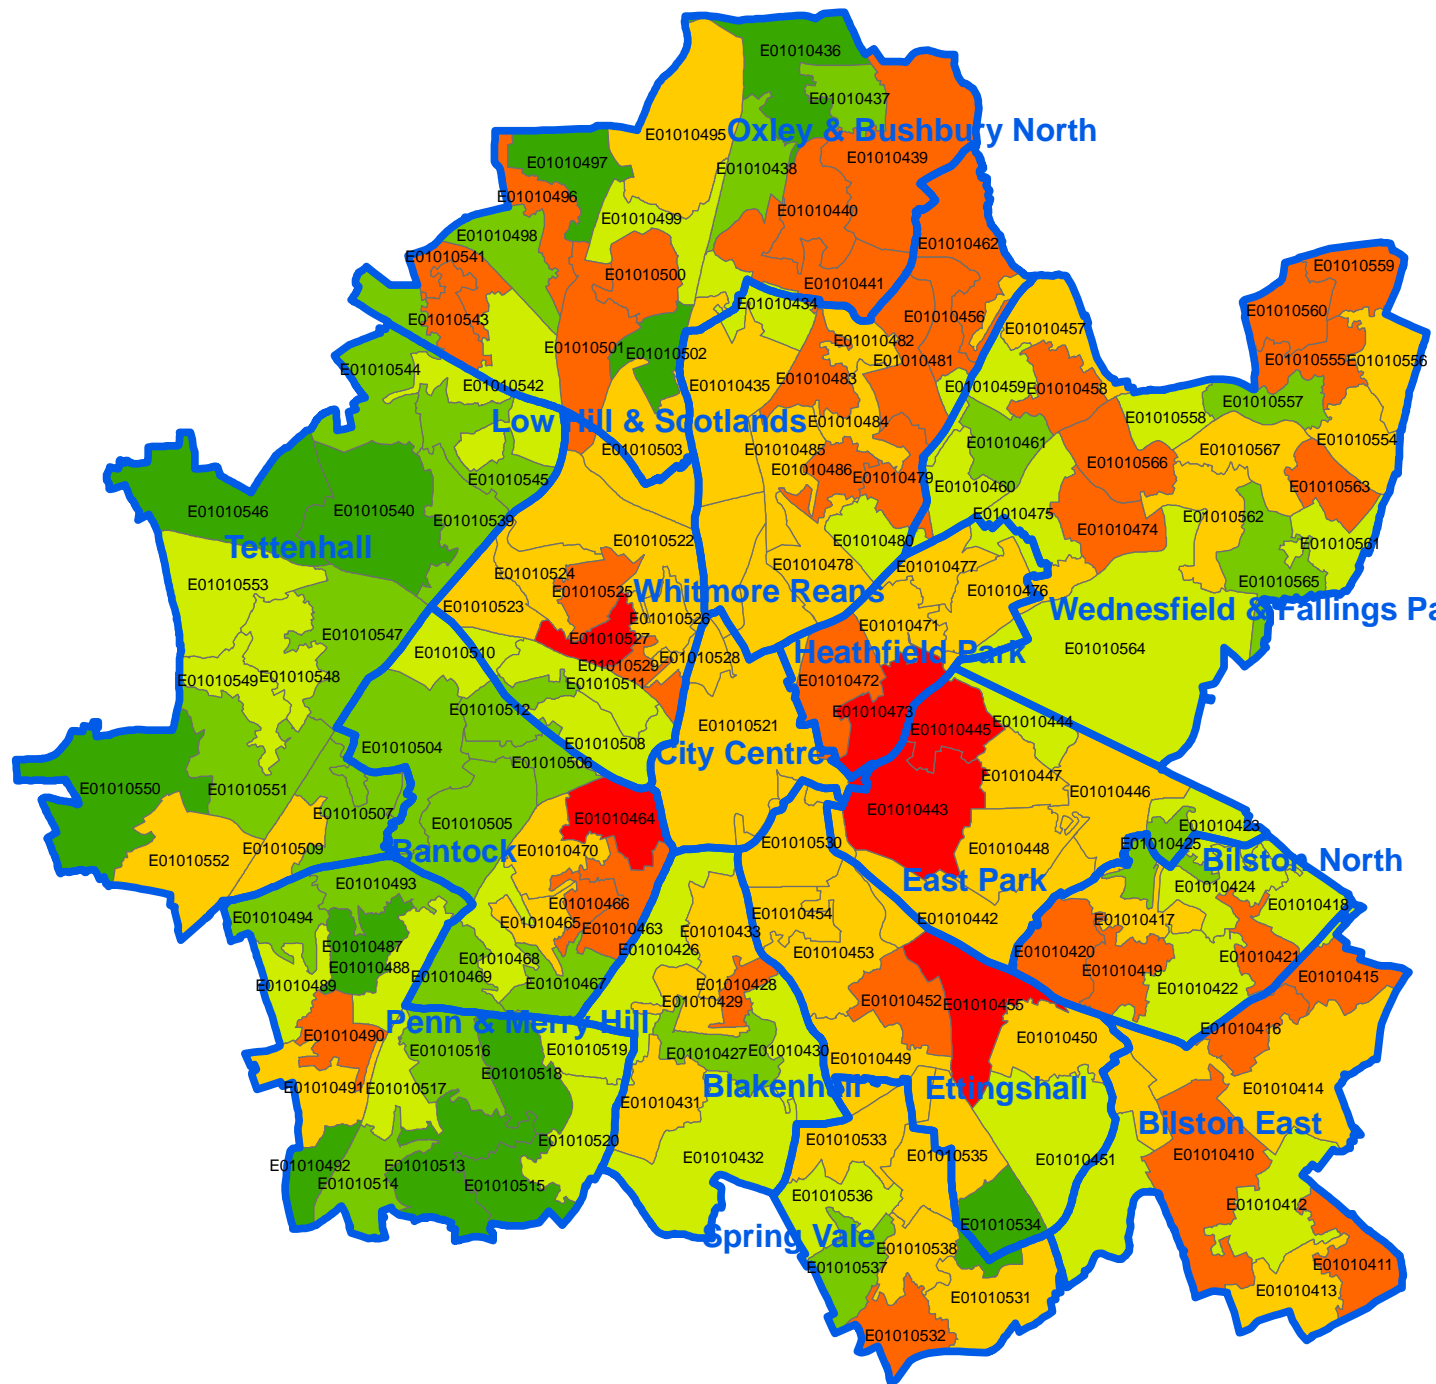 E01010436
E01010437
Oxley & Bushbury North
E01010495
E01010439
E01010497
E01010438
E01010496
E01010440
E01010499
E01010498
E01010462
E01010541
E01010500
E01010559
E01010441
E01010434
E01010560
E01010543
E01010456
E01010457
E01010501
E01010502
E01010482
E01010481
E01010555
E01010556
E01010544
E01010542
E01010435
E01010483
E01010459
E01010458
E01010557
Low Hill & Scotlands
E01010484
E01010558
E01010503
E01010485
E01010461
E01010554
E01010567
E01010486
E01010566
E01010545
E01010479
E01010460
E01010563
E01010546
E01010540
E01010539
E01010475
E01010562
E01010474
Tettenhall
E01010522
E01010480
E01010561
E01010553
E01010524
E01010478
E01010477
E01010565
E01010525
Whitmore Reans
E01010476
E01010523
E01010526
Wednesfield & Fallings Pa
E01010547
E01010527
E01010471
E01010510
E01010528
Heathfield Park
E01010564
E01010529
E01010549
E01010548
E01010511
E01010472
E01010512
E01010473
E01010521
E01010445
E01010444
E01010504
E01010508
City Centre
E01010506
E01010447
E01010550
E01010551
E01010446
E01010507
E01010464
E01010443
E01010505
E01010423
E01010509
Bantock
E01010470
E01010530
E01010448
E01010425
Bilston North
E01010552
E01010493
East Park
E01010424
E01010466
E01010494
E01010454
E01010442
E01010417
E01010418
E01010465
E01010463
E01010433
E01010487
E01010426
E01010453
E01010420
E01010421
E01010488
E01010468
E01010419
E01010415
E01010469
E01010467
E01010428
E01010489
E01010429
E01010452
E01010455
E01010422
Penn & Merry Hill
E01010490
E01010416
E01010516
E01010519
E01010427
E01010430
E01010449
E01010450
E01010518
E01010491
E01010517
Blakenhall
Ettingshall
E01010414
E01010431
Bilston East
E01010520
E01010533
E01010535
E01010410
E01010492
E01010513
E01010432
E01010451
E01010514
E01010515
E01010536
E01010412
Spring Vale
E01010534
E01010538
E01010537
E01010411
E01010531
E01010413
E01010532